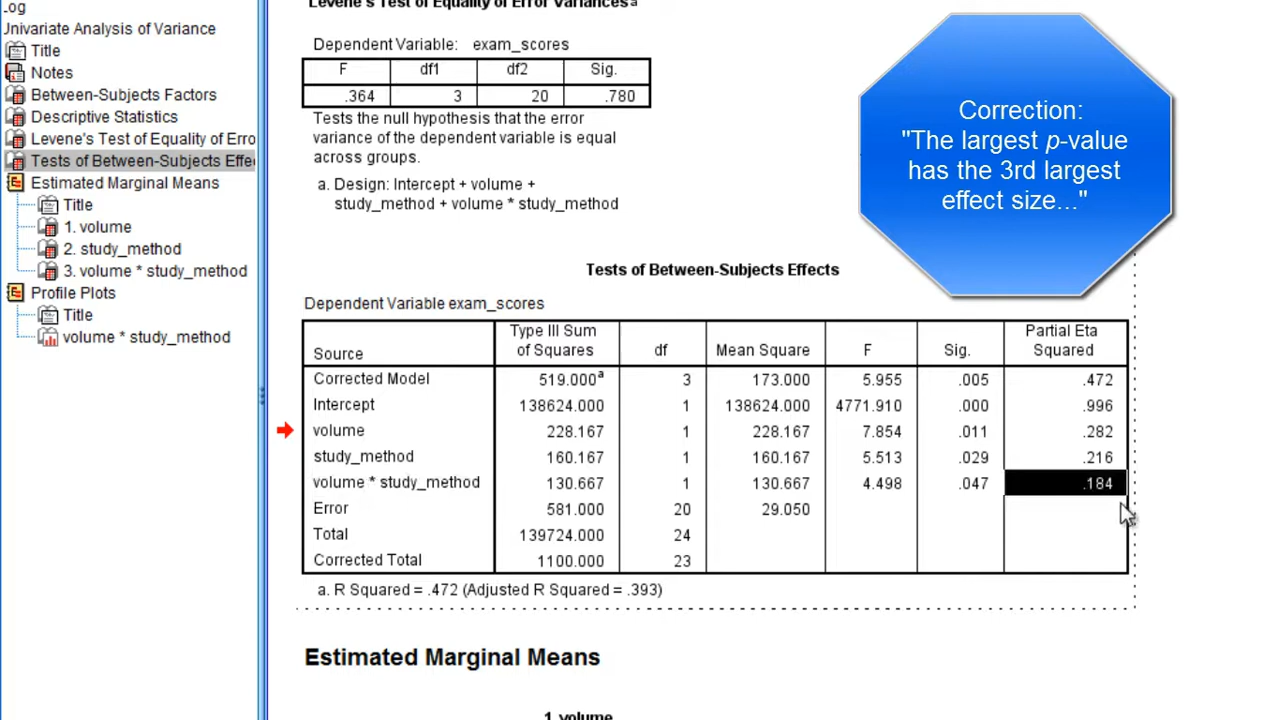 .og
Jnivariate Analysis of Variance
Title
Notes
Between-Subjects Factors
Descriptive Statistics
Levene's Test of Equality of Erro
Tests of Between-Subjects Effe
Estimated Marginal Means
Title
1. volume
2. study_method
3. volume * study_method
Profile Plots
Title
volume * study_method
Levene's Test of Equality of Error Variancesa
Dependent Variable: exam_scores
F df1 df2 Sig.
.364 3 20 .780
Tests the null hypothesis that the error
variance of the dependent variable is equal
across groups.
a. Design: Intercept + volume +
study_method + volume * study_method
Correction:
"The largest p-value
has the 3rd largest
effect size..."
Tests of Between-Subjects Effects
Dependent Variable exam_scores
Source Type III Sum of Squares df Mean Square F Sig. Partial Eta Squared
Corrected Model 519.000a 3 173.000 5.955 .005 .472
Intercept 138624.000 1 138624.000 4771.910 .000 .996
volume 228.167 1 228.167 7.854 .011 .282
study_method 160.167 1 160.167 5.513 .029 .216
volume * study_method 130.667 1 130.667 4.498 .047 .184
Error 581.000 20 29.050
Total 139724.000 24
Corrected Total 1100.000 23
a. R Squared = .472 (Adjusted R Squared = .393)
Estimated Marginal Means
1. volume